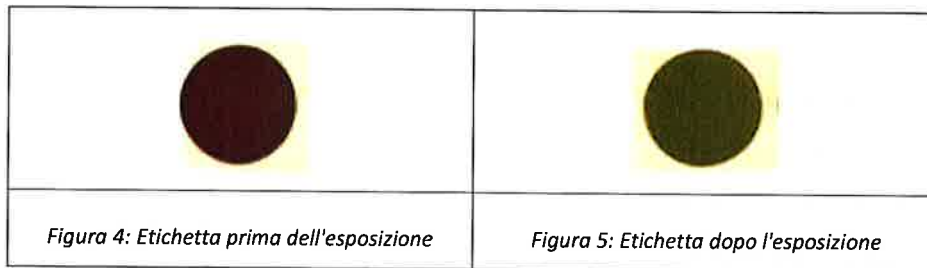 Figura 4: Etichetta prima dell'esposizione
Figura 5: Etichetta dopo l'esposizione